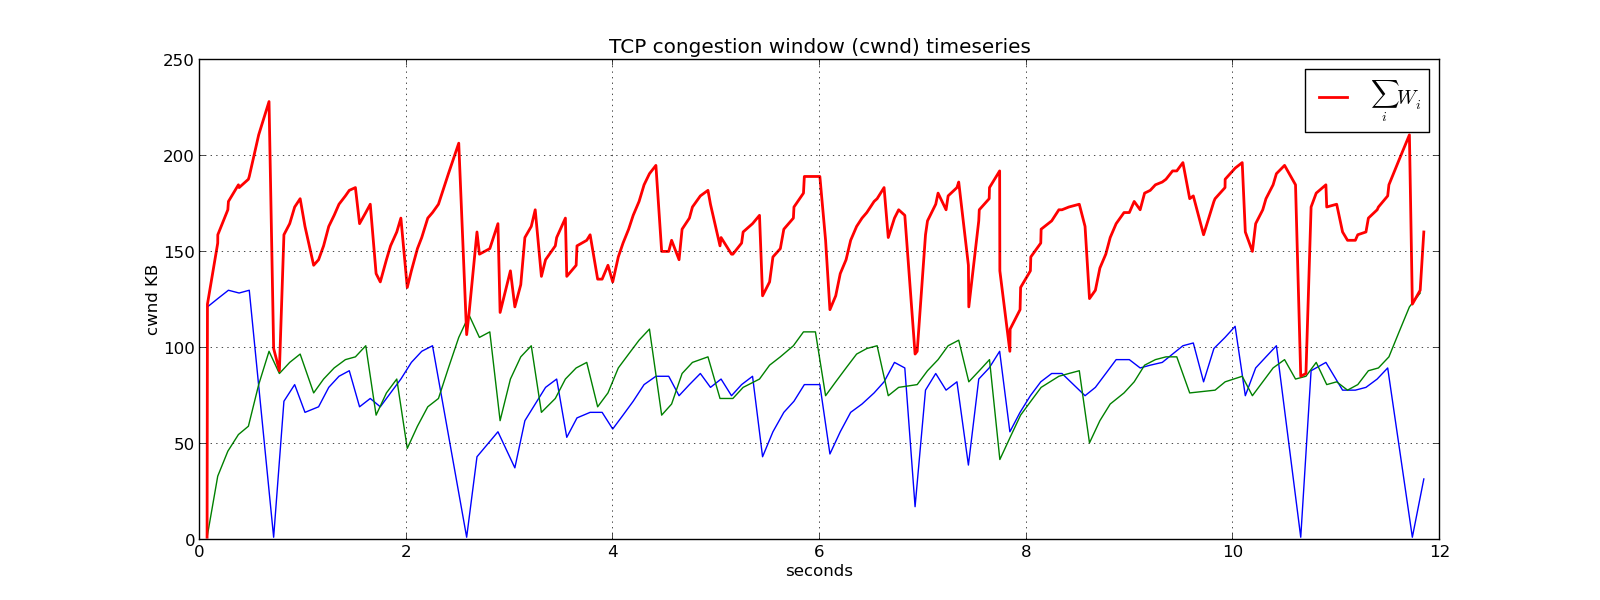 TCP congestion window (cwnd) timeseries
250
200
150
100
50
0
cwnd KB
∑
i
W_i
0 2 4 6 8 10 12
seconds